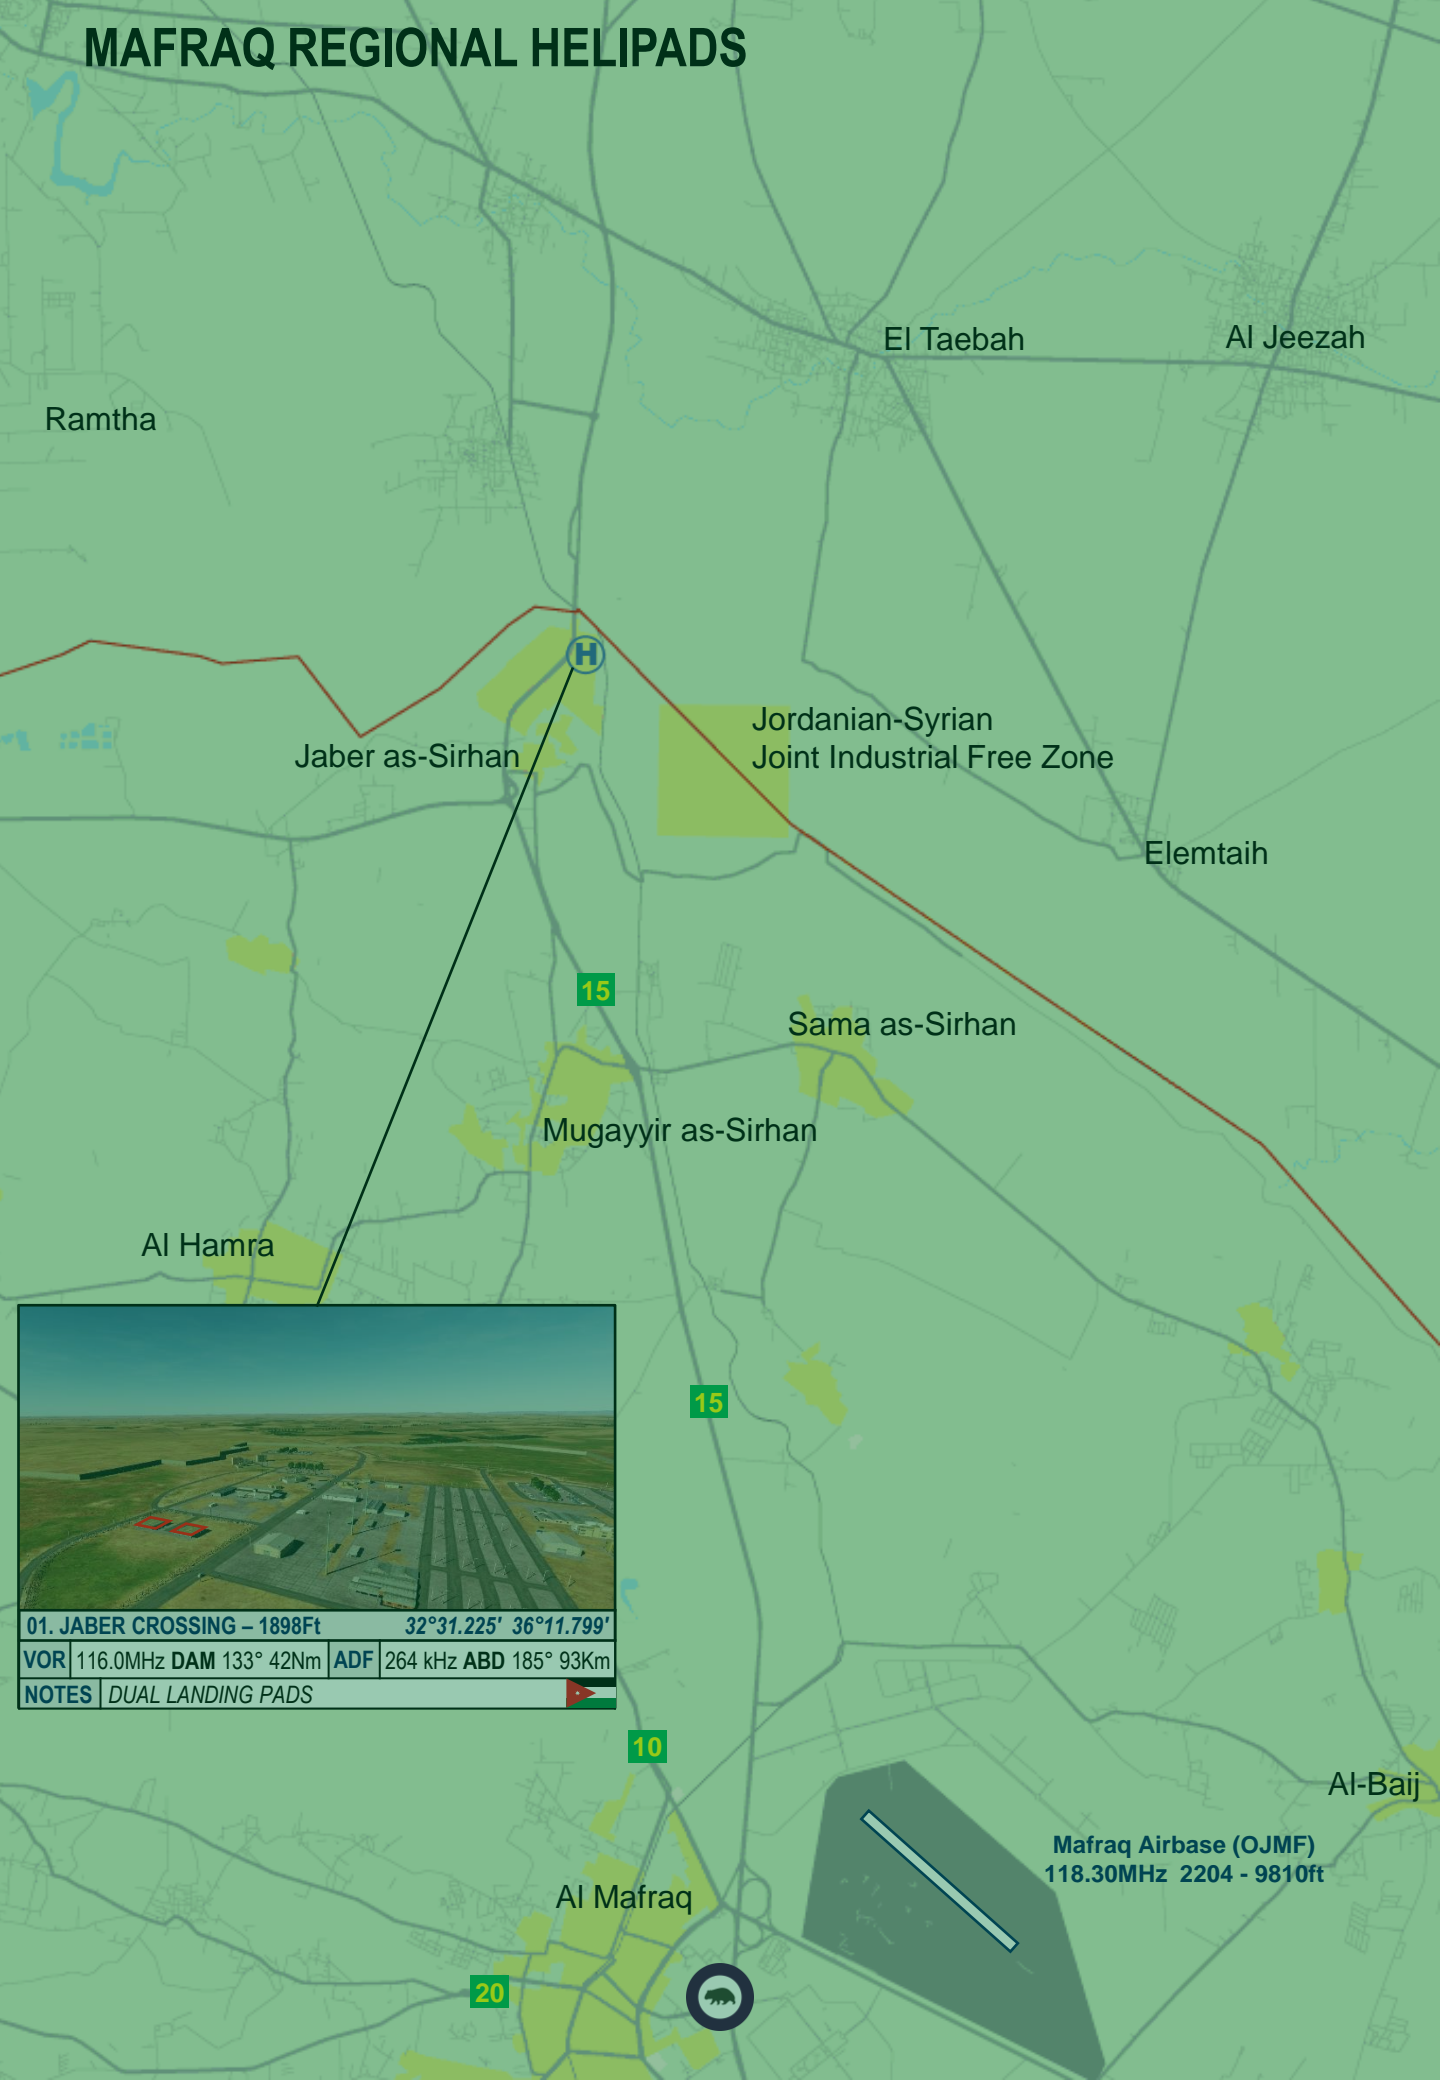 MAFRAQ REGIONAL HELIPADS
El Taebah
Al Jeezah
Ramtha
H
Jordanian-Syrian
Joint Industrial Free Zone
Jaber as-Sirhan
Elemtaih
15
Sama as-Sirhan
Mugayyir as-Sirhan
Al Hamra
15
01. JABER CROSSING – 1898Ft 32°31.225' 36°11.799'
VOR 116.0MHz DAM 133° 42Nm ADF 264 kHz ABD 185° 93Km
NOTES DUAL LANDING PADS
10
Al-Baij
Mafraq Airbase (OJMF)
118.30MHz 2204 - 9810ft
Al Mafraq
20